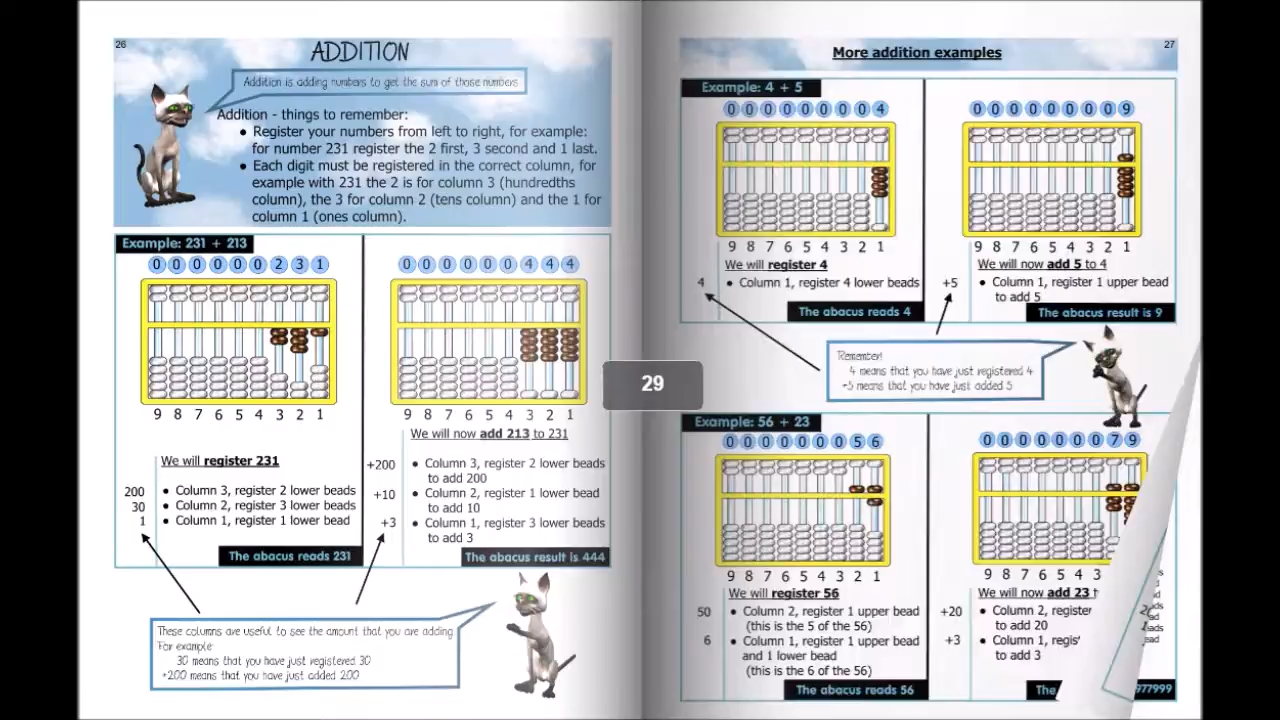 26
ADDITION
Addition is adding numbers to get the sum of those numbers
Addition - things to remember:
● Register your numbers from left to right, for example:
for number 231 register the 2 first, 3 second and 1 last.
● Each digit must be registered in the correct column, for
example with 231 the 2 is for column 3 (hundredths
column), the 3 for column 2 (tens column) and the 1 for
column 1 (ones column).
Example: 231 + 213
0 0 0 0 0 0 2 3 1
9 8 7 6 5 4 3 2 1
We will register 231
200 • Column 3, register 2 lower beads
30 • Column 2, register 3 lower beads
1 • Column 1, register 1 lower bead
The abacus reads 231
0 0 0 0 0 0 4 4 4
9 8 7 6 5 4 3 2 1
We will now add 213 to 231
+200 • Column 3, register 2 lower beads
to add 200
+10 • Column 2, register 1 lower bead
to add 10
+3 • Column 1, register 3 lower beads
to add 3
The abacus result is 444
These columns are useful to see the amount that you are adding
For example:
30 means that you have just registered 30
+200 means that you have just added 200
29
27
More addition examples
Example: 4 + 5
0 0 0 0 0 0 0 0 4
9 8 7 6 5 4 3 2 1
We will register 4
4 • Column 1, register 4 lower beads
The abacus reads 4
0 0 0 0 0 0 0 0 9
9 8 7 6 5 4 3 2 1
We will now add 5 to 4
+5 • Column 1, register 1 upper bead
to add 5
The abacus result is 9
Remember!
4 means that you have just registered 4
+5 means that you have just added 5
Example: 56 + 23
0 0 0 0 0 0 0 5 6
9 8 7 6 5 4 3 2 1
We will register 56
50 • Column 2, register 1 upper bead
(this is the 5 of the 56)
6 • Column 1, register 1 upper bead
and 1 lower bead
(this is the 6 of the 56)
The abacus reads 56
0 0 0 0 0 0 0 7 9
9 8 7 6 5 4 3
We will now add 23
+20 • Column 2, register
to add 20
+3 • Column 1, regis
to add 3
The
977999